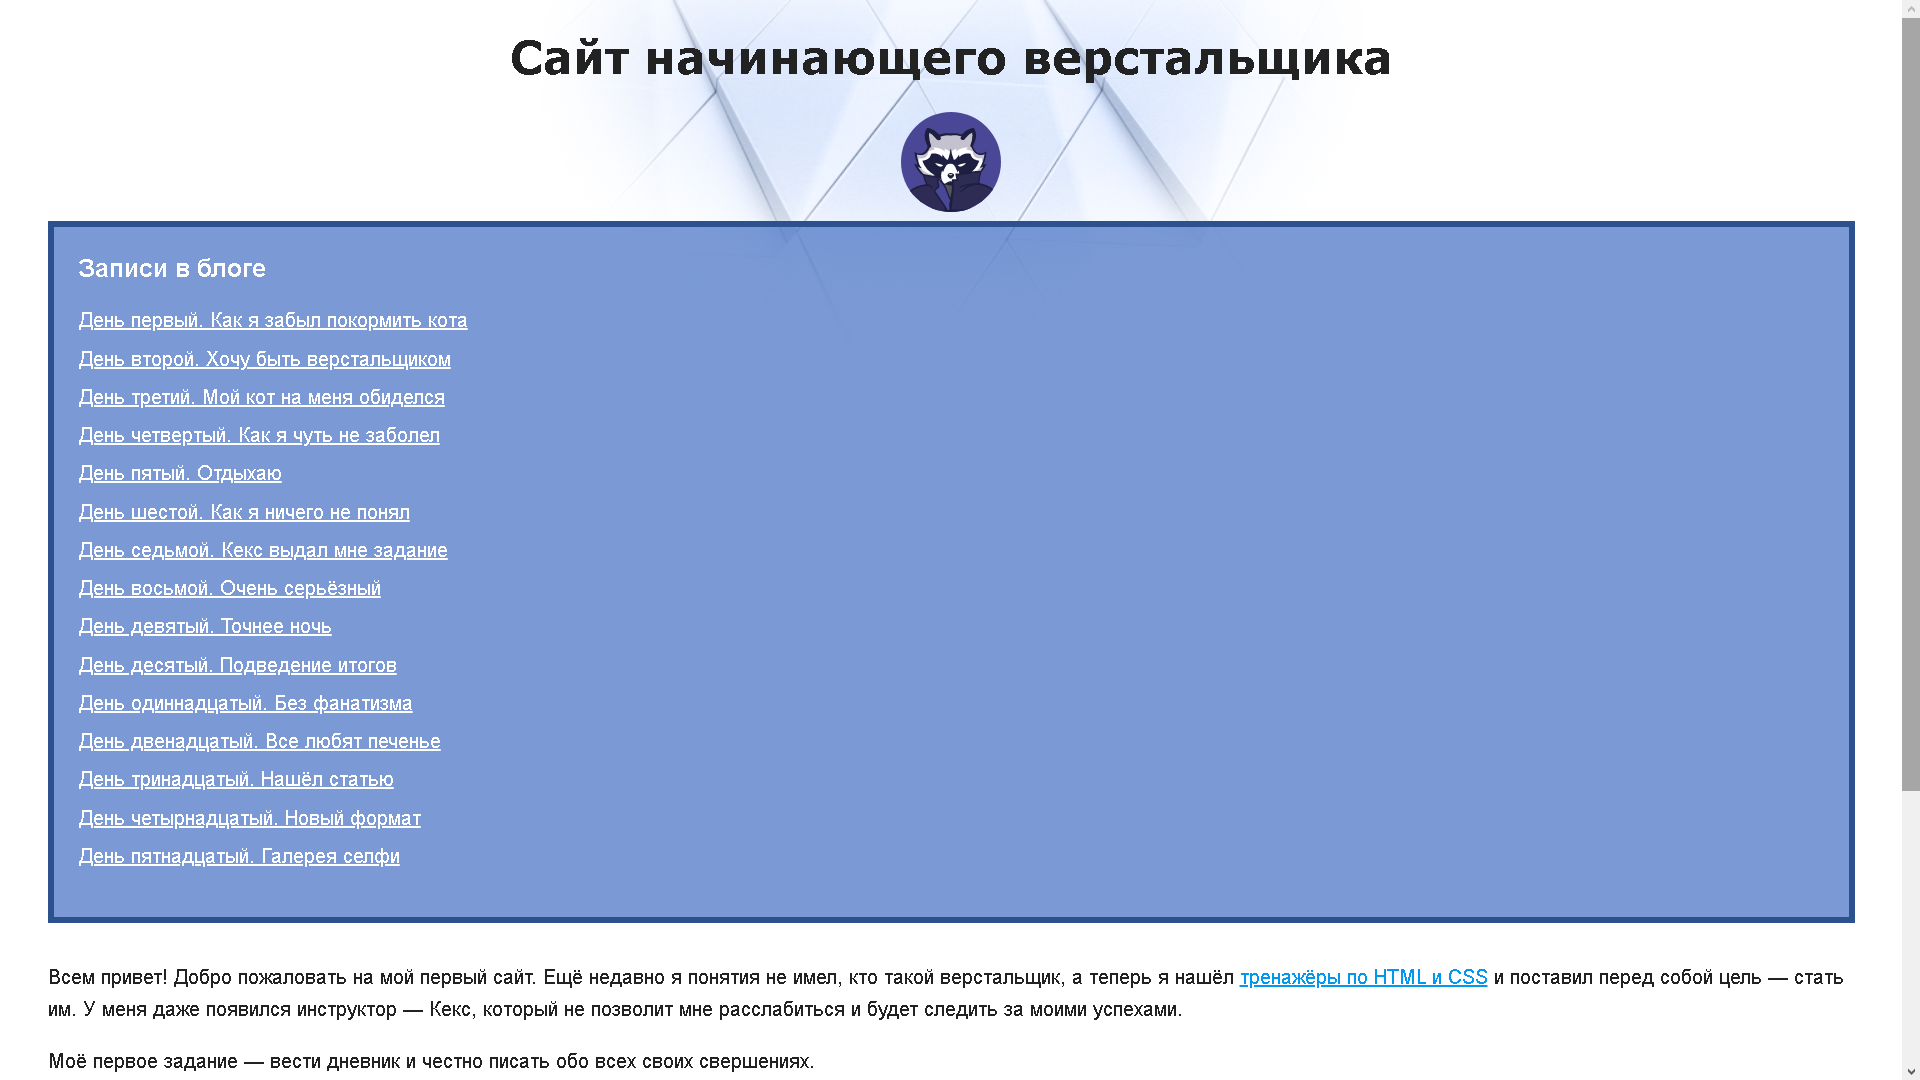 Сайт начинающего верстальщика
Записи в блоге
День первый. Как я забыл покормить кота
День второй. Хочу быть верстальщиком
День третий. Мой кот на меня обиделся
День четвертый. Как я чуть не заболел
День пятый. Отдыхаю
День шестой. Как я ничего не понял
День седьмой. Кекс выдал мне задание
День восьмой. Очень серьёзный
День девятый. Точнее ночь
День десятый. Подведение итогов
День одиннадцатый. Без фанатизма
День двенадцатый. Все любят печенье
День тринадцатый. Нашёл статью
День четырнадцатый. Новый формат
День пятнадцатый. Галерея селфи
Всем привет! Добро пожаловать на мой первый сайт. Ещё недавно я понятия не имел, кто такой верстальщик, а теперь я нашёл тренажёры по HTML и CSS и поставил перед собой цель — стать
им. У меня даже появился инструктор — Кекс, который не позволит мне расслабиться и будет следить за моими успехами.
Моё первое задание — вести дневник и честно писать обо всех своих свершениях.